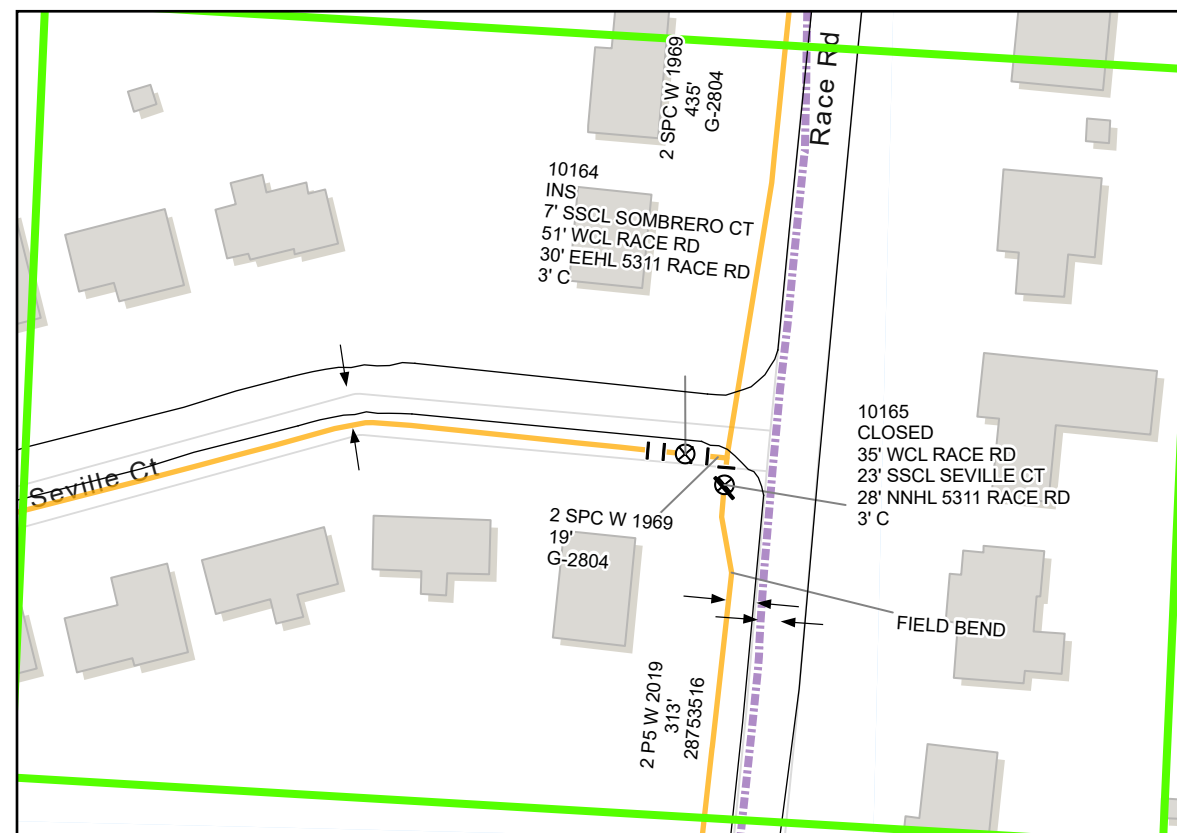 2 SPC W 1969
435'
G-2804
Race Rd
10164
INS
7' SSCL SOMBRERO CT
51' WCL RACE RD
30' EEHL 5311 RACE RD
3' C
10165
CLOSED
35' WCL RACE RD
23' SSCL SEVILLE CT
28' NNHL 5311 RACE RD
3' C
Seville Ct
2 SPC W 1969
19'
G-2804
FIELD BEND
2 P5 W 2019
313'
28753516